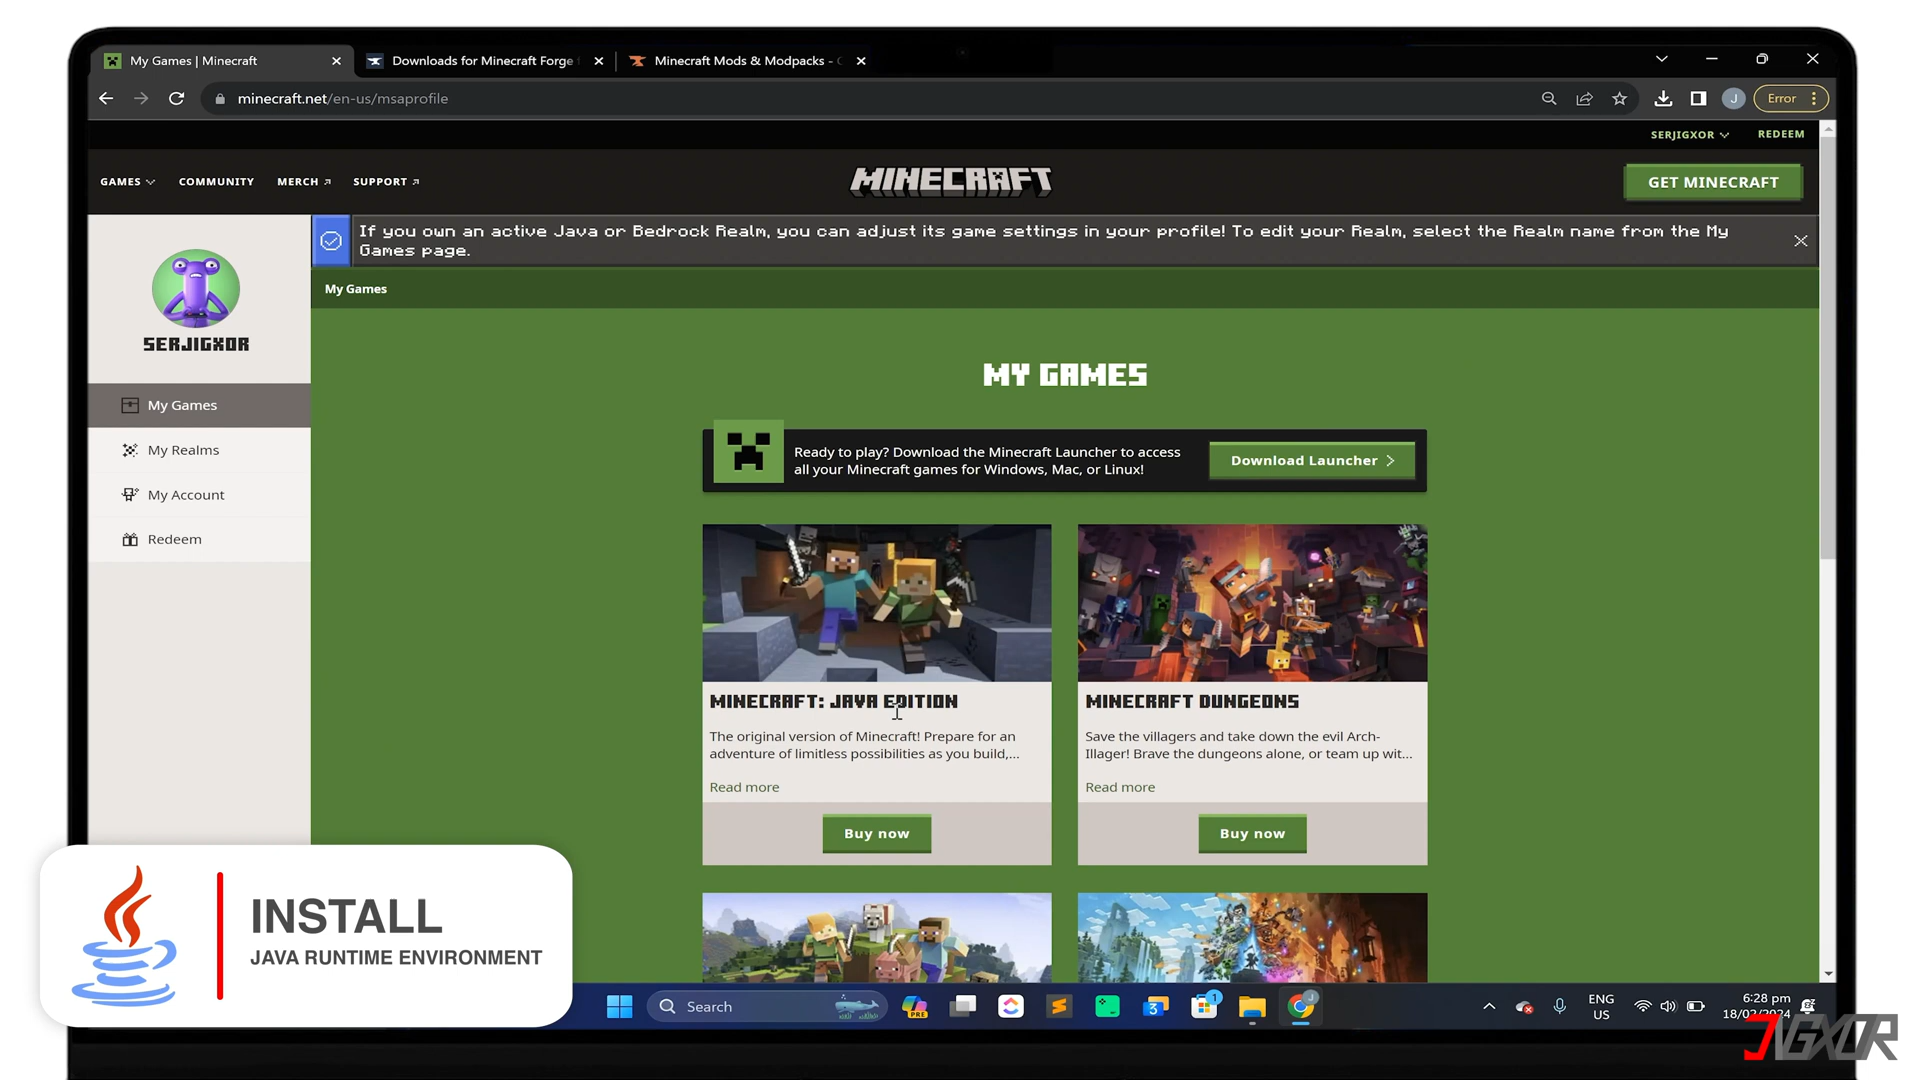 My Games | Minecraft
Downloads for Minecraft Forge
Minecraft Mods & Modpacks -
minecraft.net/en-us/msaprofile
J
Error
SERJIGXOR
REDEEM
GAMES
COMMUNITY
MERCH
SUPPORT
MINECRAFT
GET MINECRAFT
If you own an active Java or Bedrock Realm, you can adjust its game settings in your profile! To edit your Realm, select the Realm name from the My
Games page.
SERJIGXOR
My Games
My Realms
My Account
Redeem
My Games
MY GAMES
Ready to play? Download the Minecraft Launcher to access
all your Minecraft games for Windows, Mac, or Linux!
Download Launcher
MINECRAFT: JAVA EDITION
The original version of Minecraft! Prepare for an
adventure of limitless possibilities as you build,...
Read more
Buy now
MINECRAFT DUNGEONS
Save the villagers and take down the evil Arch-
Illager! Brave the dungeons alone, or team up wit...
Read more
Buy now
INSTALL
JAVA RUNTIME ENVIRONMENT
Search
PRE
3
1
J
ENG
US
6:28 pm
18/02/2024
JIGXOR